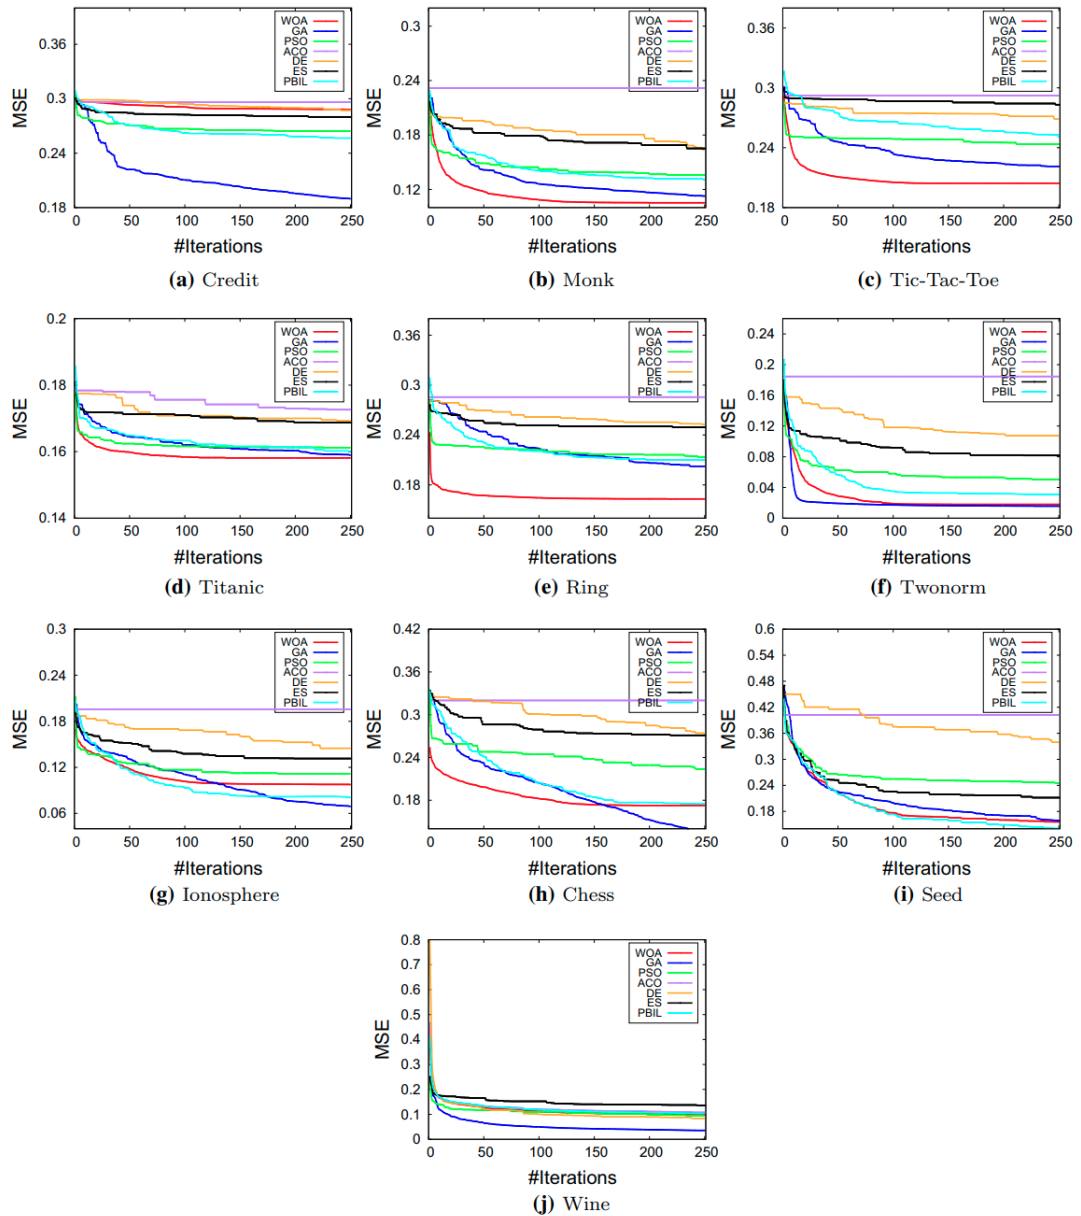 0.36
0.3
0.24
0.18
MSE
WOA
GA
PSO
ACO
DE
ES
PBIL
0 50 100 150 200 250
#Iterations
(a) Credit
0.3
0.24
0.18
0.12
MSE
WOA
GA
PSO
ACO
DE
ES
PBIL
0 50 100 150 200 250
#Iterations
(b) Monk
0.36
0.3
0.24
0.18
MSE
WOA
GA
PSO
ACO
DE
ES
PBIL
0 50 100 150 200 250
#Iterations
(c) Tic-Tac-Toe
0.2
0.18
0.16
0.14
MSE
WOA
GA
PSO
ACO
DE
ES
PBIL
0 50 100 150 200 250
#Iterations
(d) Titanic
0.36
0.3
0.24
0.18
MSE
WOA
GA
PSO
ACO
DE
ES
PBIL
0 50 100 150 200 250
#Iterations
(e) Ring
0.24
0.2
0.16
0.12
0.08
0.04
0
MSE
WOA
GA
PSO
ACO
DE
ES
PBIL
0 50 100 150 200 250
#Iterations
(f) Twonorm
0.3
0.24
0.18
0.12
0.06
MSE
WOA
GA
PSO
ACO
DE
ES
PBIL
0 50 100 150 200 250
#Iterations
(g) Ionosphere
0.42
0.36
0.3
0.24
0.18
MSE
WOA
GA
PSO
ACO
DE
ES
PBIL
0 50 100 150 200 250
#Iterations
(h) Chess
0.6
0.54
0.48
0.42
0.36
0.3
0.24
0.18
MSE
WOA
GA
PSO
ACO
DE
ES
PBIL
0 50 100 150 200 250
#Iterations
(i) Seed
0.8
0.7
0.6
0.5
0.4
0.3
0.2
0.1
0
MSE
WOA
GA
PSO
ACO
DE
ES
PBIL
0 50 100 150 200 250
#Iterations
(j) Wine